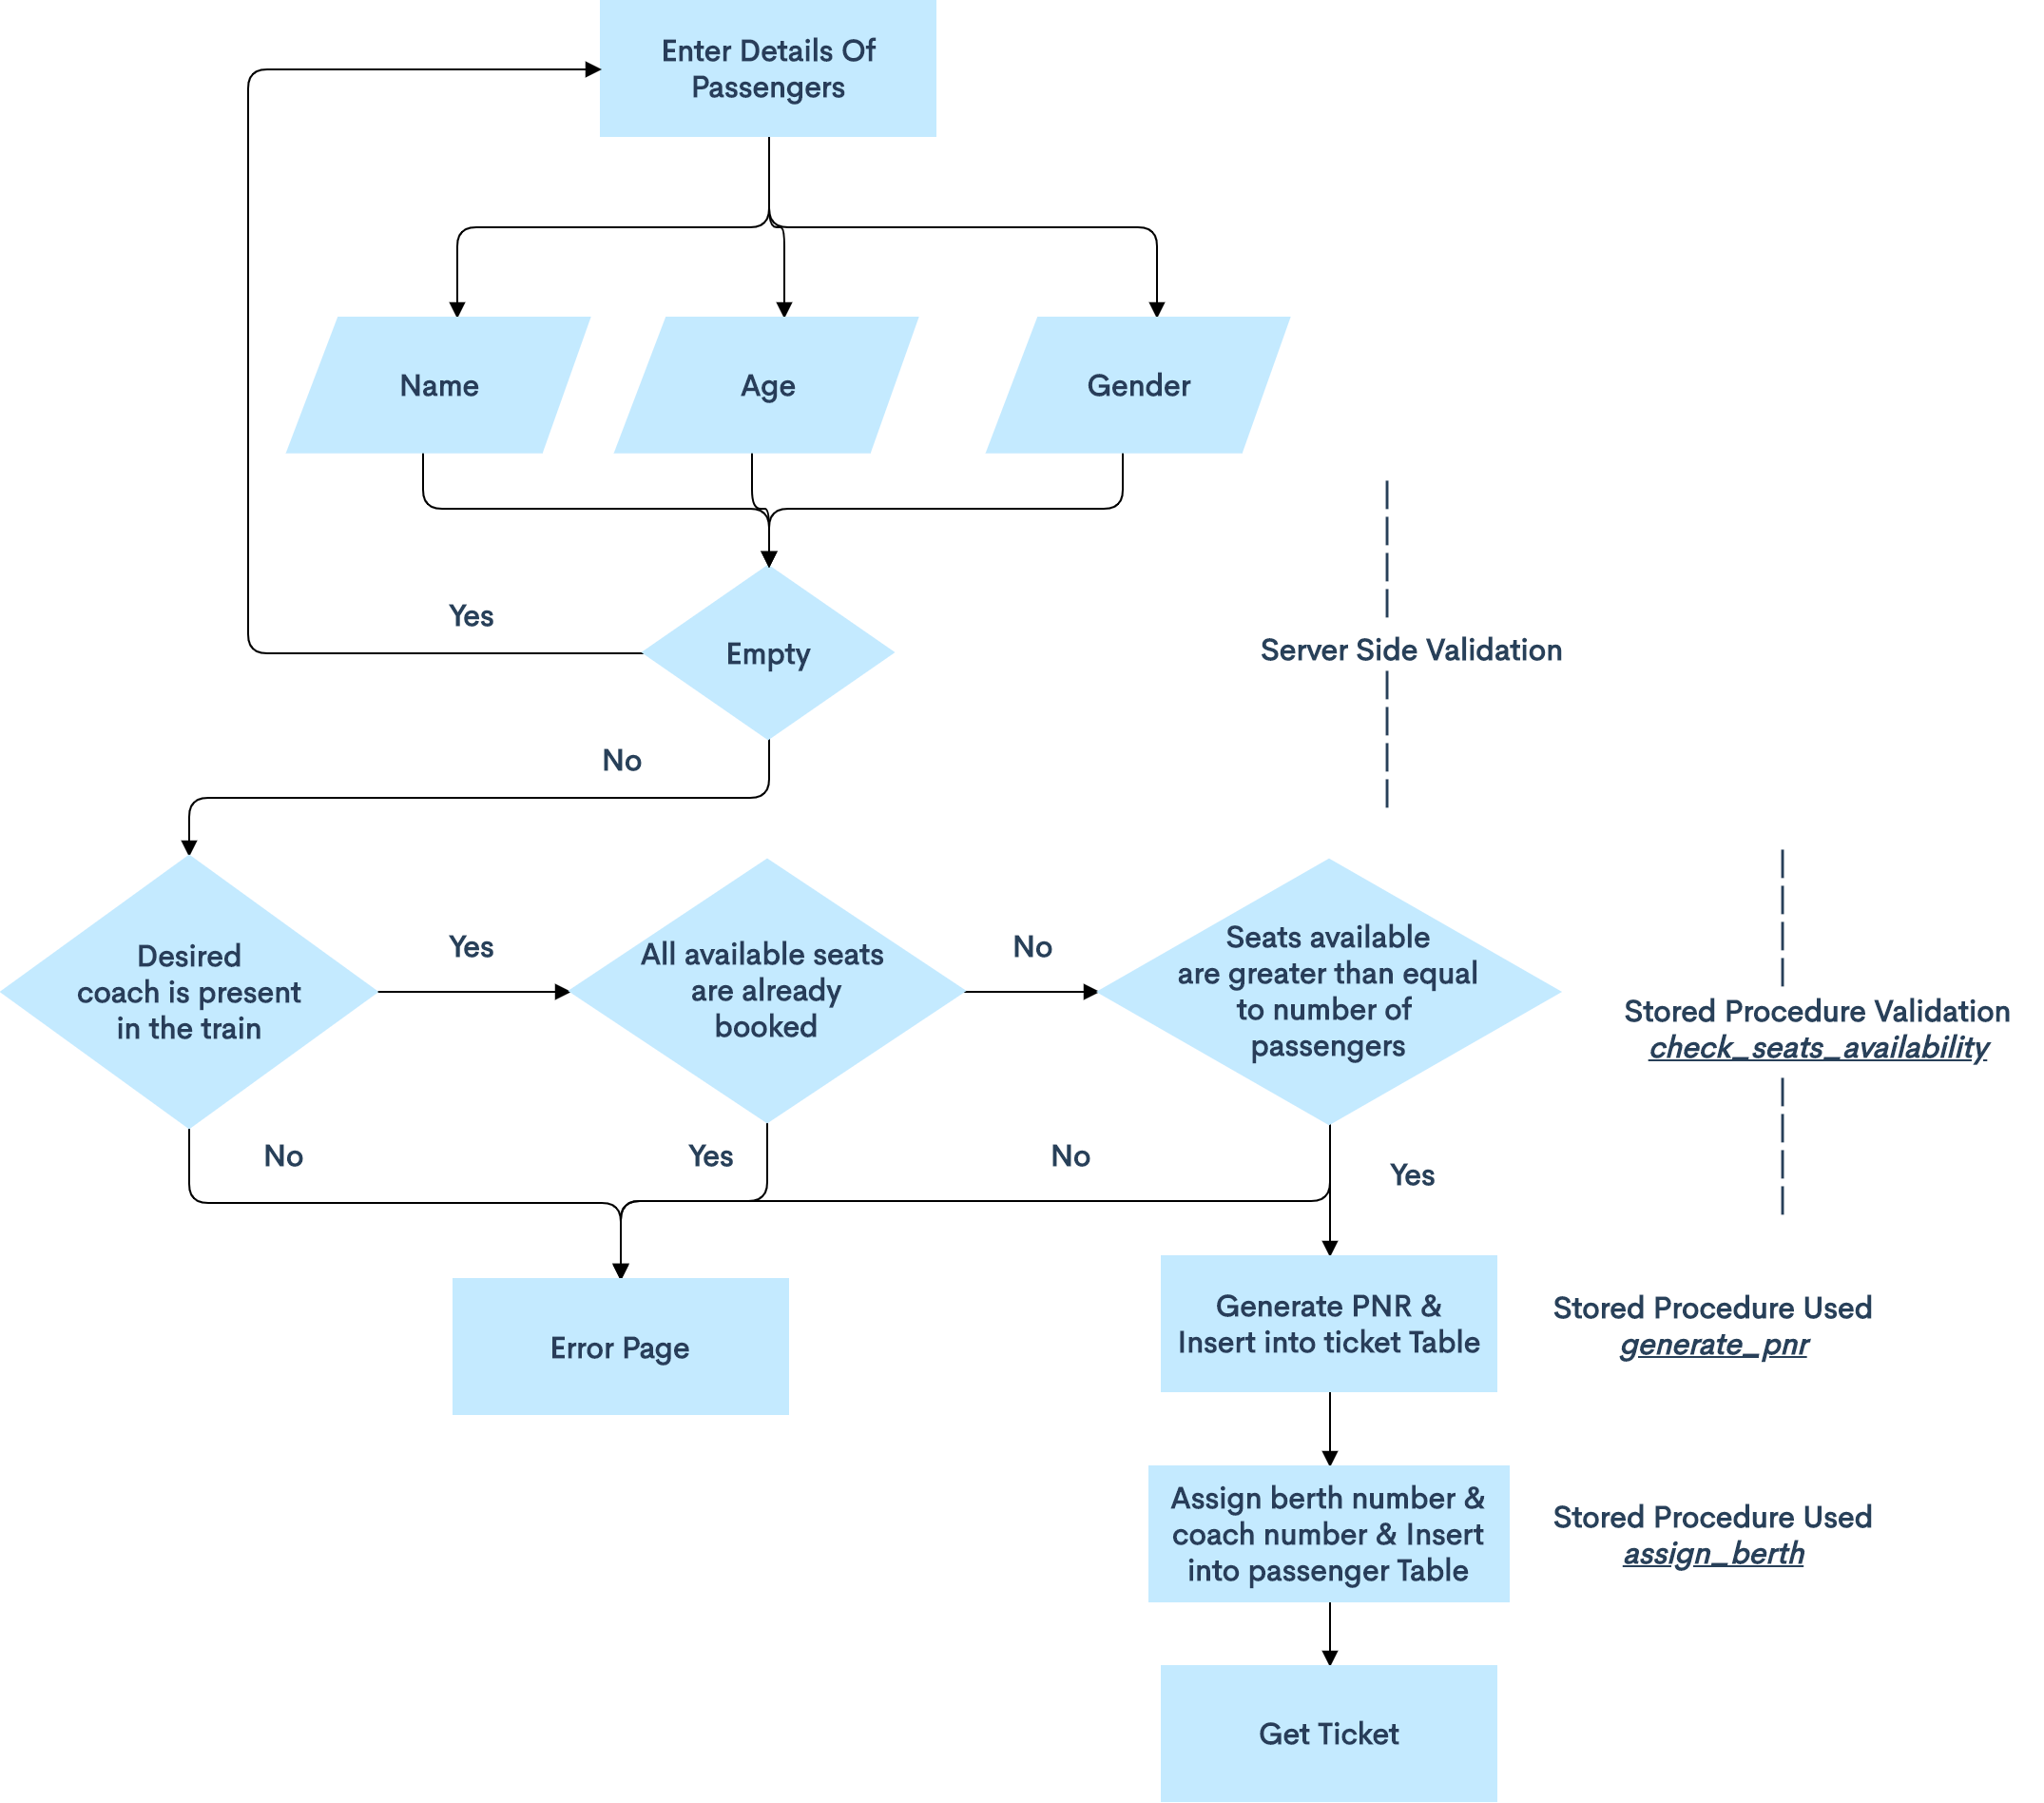 Enter Details Of
Passengers
Name
Age
Gender
Yes
Empty
Server Side Validation
No
Desired
coach is present
in the train
Yes
All available seats
are already
booked
No
Seats available
are greater than equal
to number of
passengers
Stored Procedure Validation
check_seats_availability
No
Yes
No
Yes
Error Page
Generate PNR &
Insert into ticket Table
Stored Procedure Used
generate_pnr
Assign berth number &
coach number & Insert
into passenger Table
Stored Procedure Used
assign_berth
Get Ticket